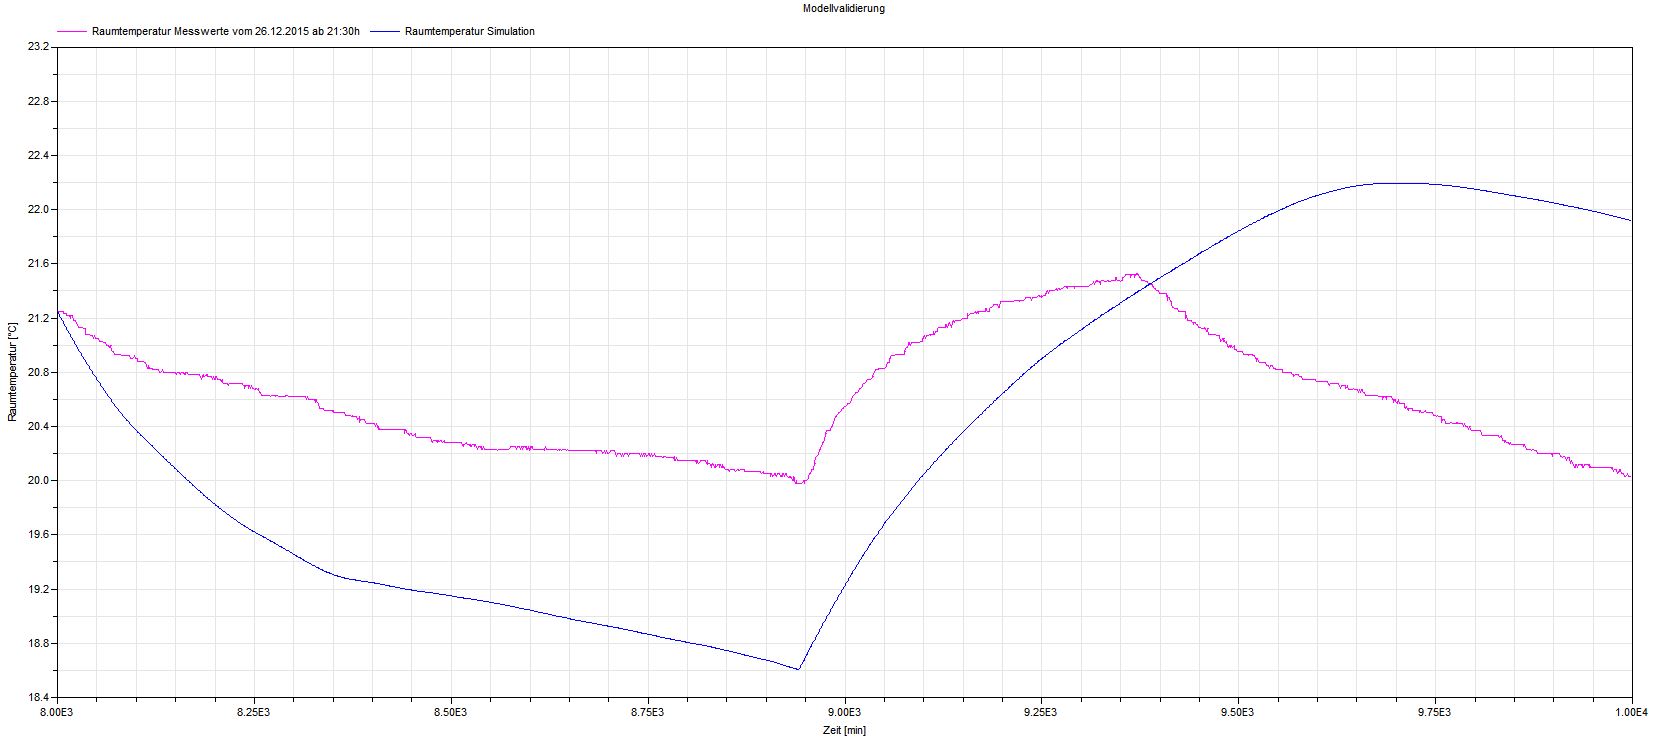 Modellvalidierung
Raumtemperatur Messwerte vom 26.12.2015 ab 21:30h Raumtemperatur Simulation
23.2
22.8
22.4
22.0
21.6
21.2
20.8
20.4
20.0
19.6
19.2
18.8
18.4
Raumtemperatur [°C]
8.00E3 8.25E3 8.50E3 8.75E3 9.00E3 9.25E3 9.50E3 9.75E3 1.00E4
Zeit [min]